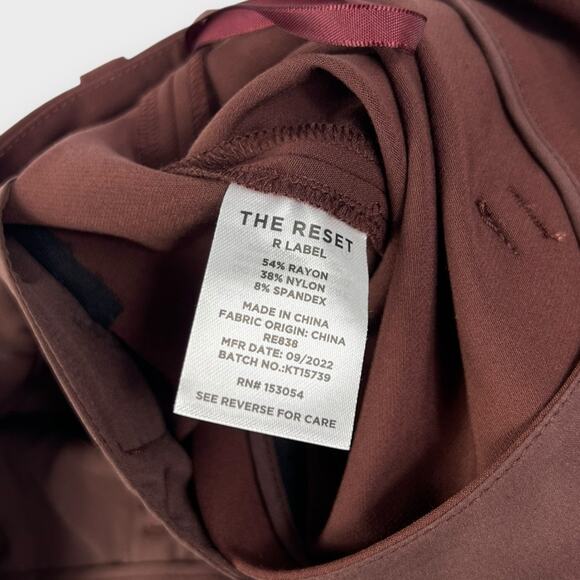 THE RESET
R LABEL
54% RAYON
38% NYLON
8% SPANDEX
MADE IN CHINA
FABRIC ORIGIN: CHINA
RE838
MFR DATE: 09/2022
BATCH NO.:KT15739
RN# 153054
SEE REVERSE FOR CARE